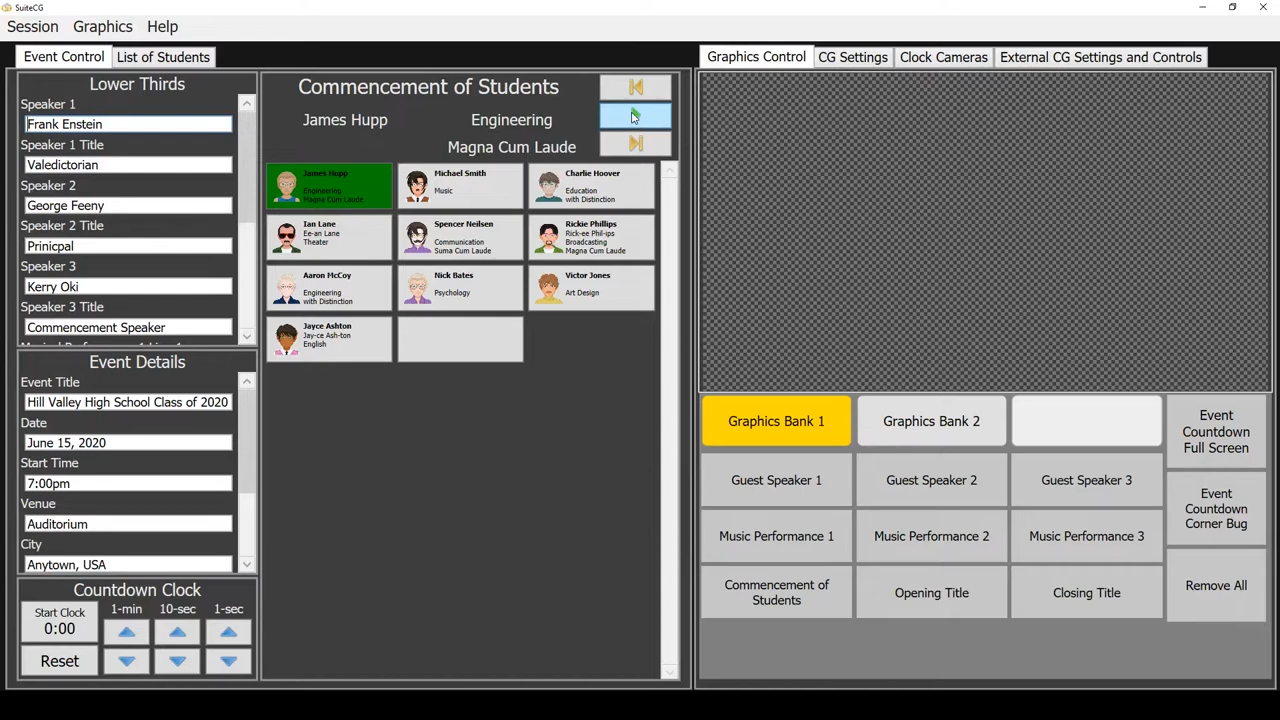 SuiteCG
Session Graphics Help
Event Control List of Students
Graphics Control CG Settings Clock Cameras External CG Settings and Controls
Lower Thirds
Speaker 1
Frank Enstein
Speaker 1 Title
Valedictorian
Speaker 2
George Feeny
Speaker 2 Title
Prinicpal
Speaker 3
Kerry Oki
Speaker 3 Title
Commencement Speaker
Event Details
Event Title
Hill Valley High School Class of 2020
Date
June 15, 2020
Start Time
7:00pm
Venue
Auditorium
City
Anytown, USA
Countdown Clock
Start Clock
0:00
1-min 10-sec 1-sec
Reset
Commencement of Students
James Hupp Engineering
Magna Cum Laude
James Hupp
Engineering
Magna Cum Laude
Michael Smith
Music
Charlie Hoover
Education
with Distinction
Ian Lane
Ee-an Lane
Theater
Spencer Neilsen
Communication
Suma Cum Laude
Rickie Phillips
Rick-ee Phil-ips
Broadcasting
Magna Cum Laude
Aaron McCoy
Engineering
with Distinction
Nick Bates
Psychology
Victor Jones
Art Design
Jayce Ashton
Jay-ce Ash-ton
English
Graphics Bank 1
Graphics Bank 2
Event
Countdown
Full Screen
Guest Speaker 1
Guest Speaker 2
Guest Speaker 3
Event
Countdown
Corner Bug
Music Performance 1
Music Performance 2
Music Performance 3
Commencement of
Students
Opening Title
Closing Title
Remove All